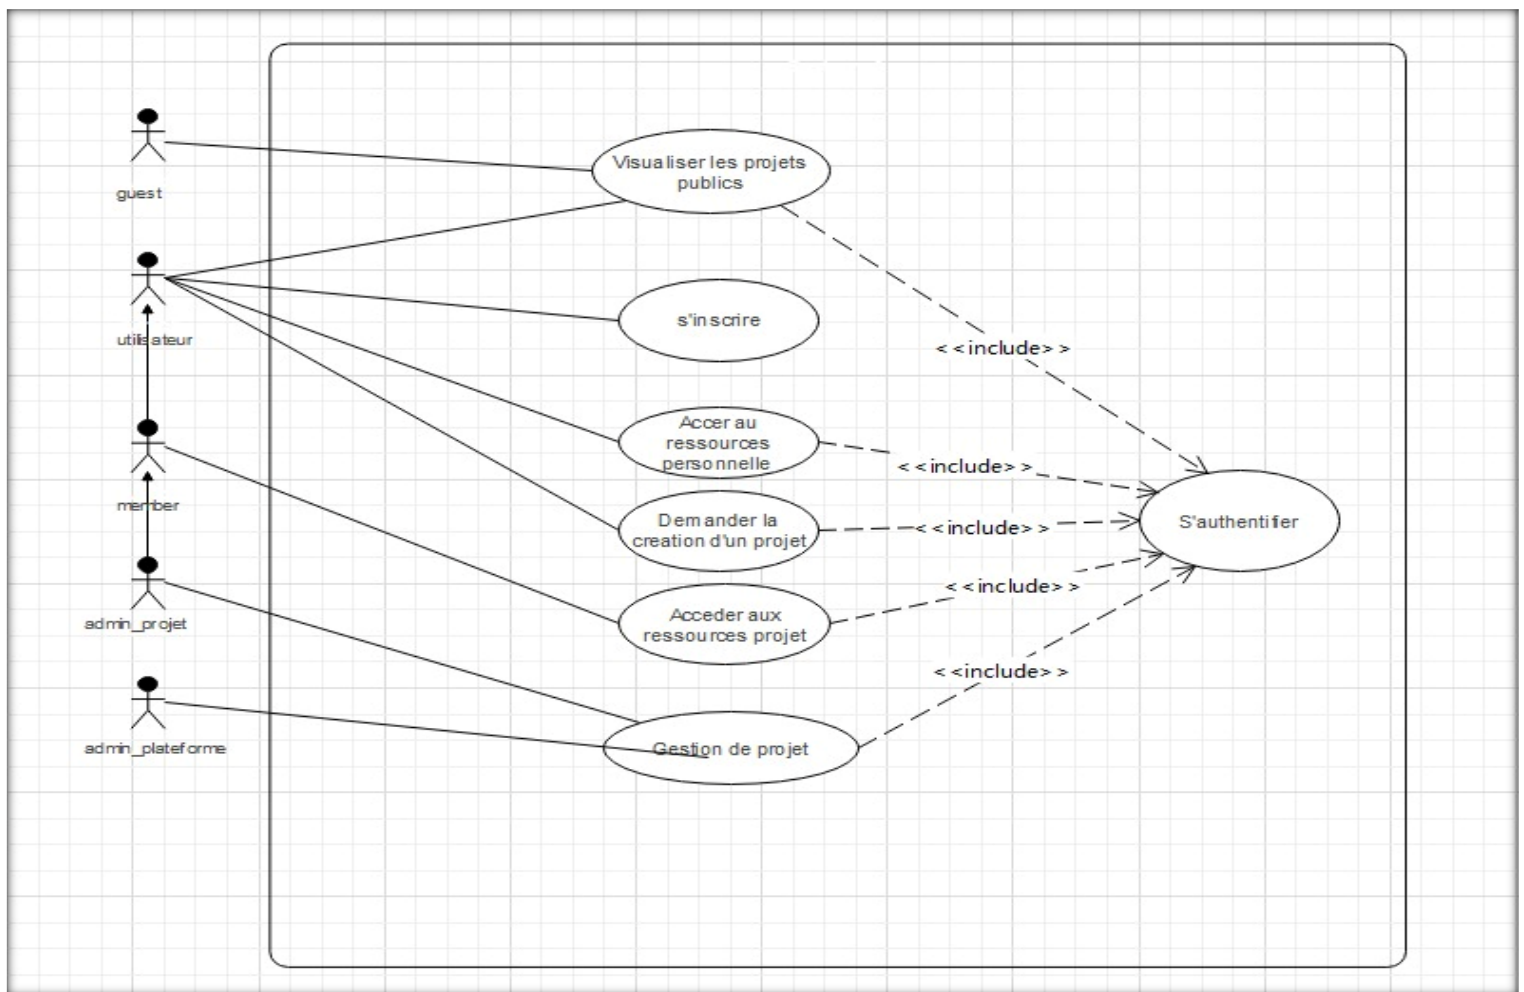 guest
utilisateur
member
admin_projet
admin_plateforme
Visualiser les projets
publics
s'inscrire
Accer au
ressources
personnelle
Demander la
creation d'un projet
Acceder aux
ressources projet
Gestion de projet
<<include>>
<<include>>
<<include>>
<<include>>
<<include>>
S'authentifier